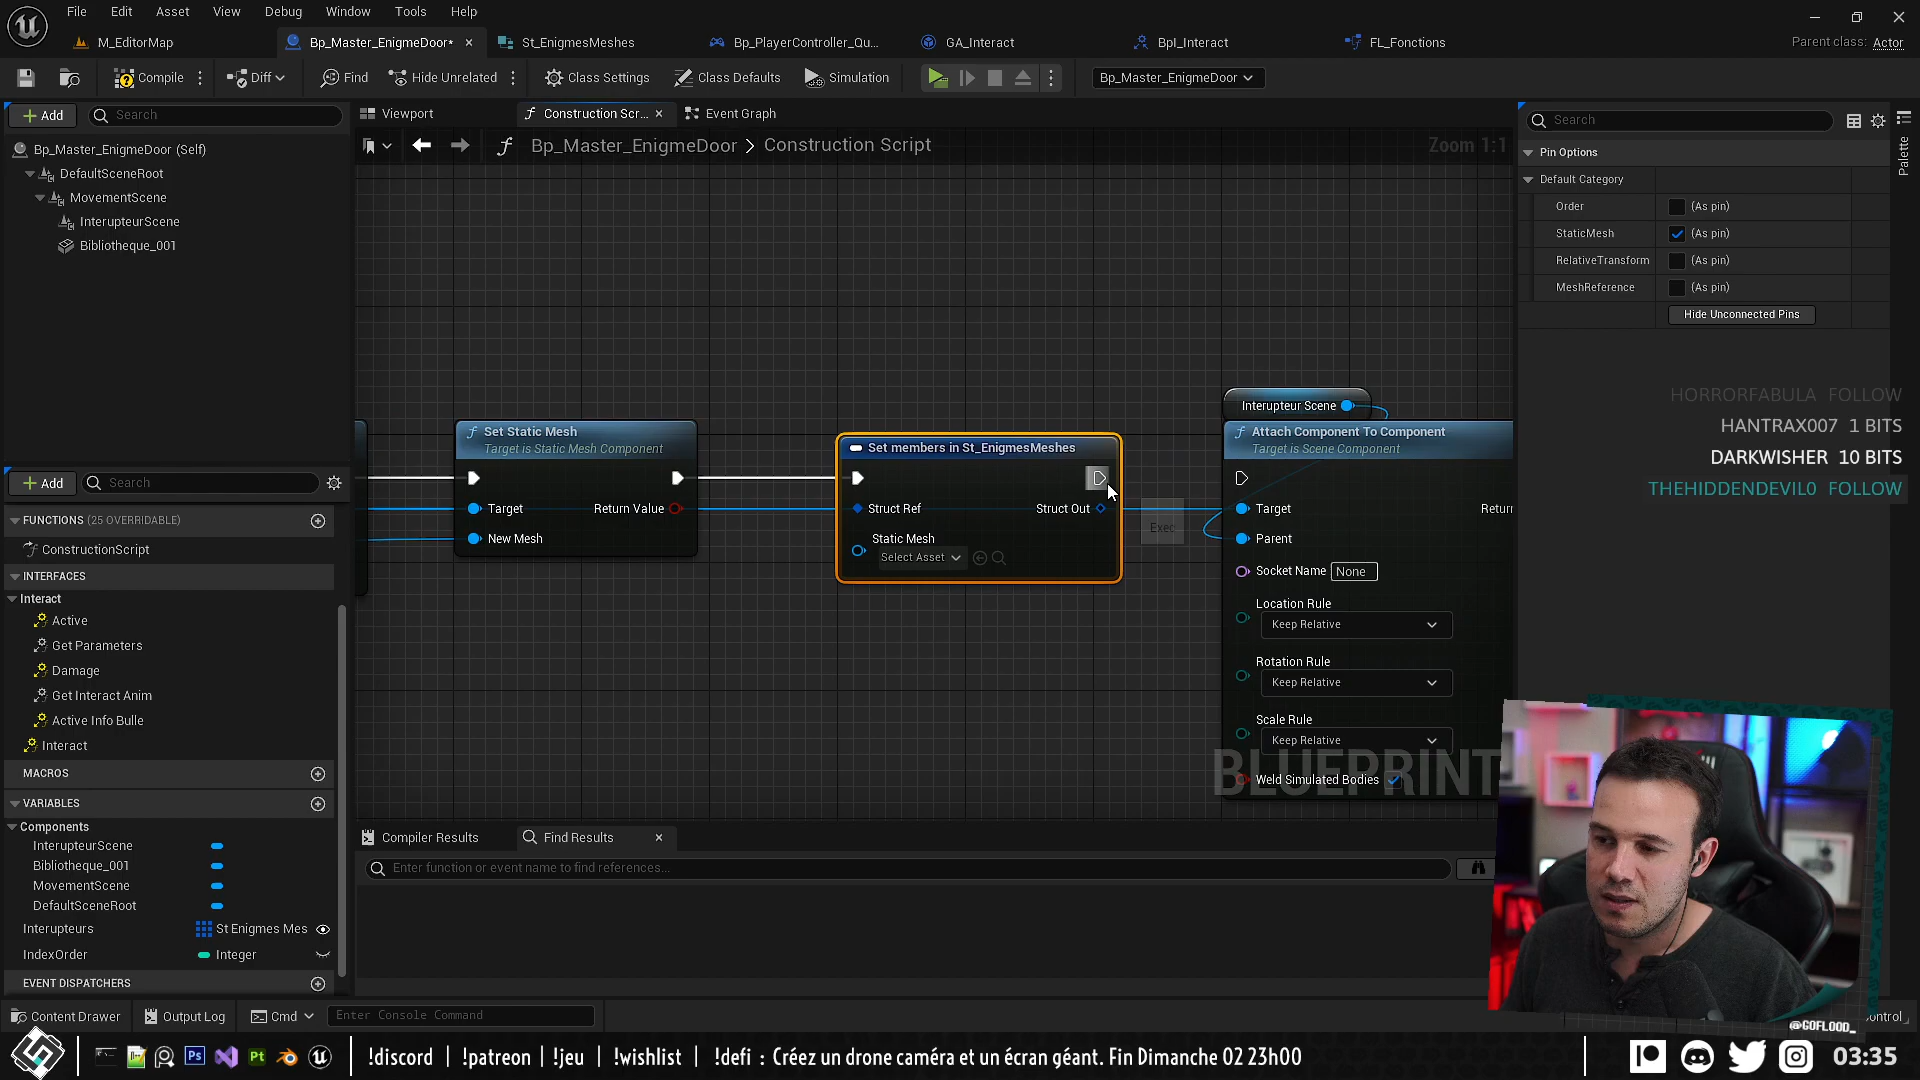 File Edit Asset View Debug Window Tools Help
M_EditorMap
Bp_Master_EnigmeDoor*
St_EnigmesMeshes
Bp_PlayerController_Qu...
GA_Interact
BpI_Interact
FL_Fonctions
Parent class: Actor
Compile
Diff
Find
Hide Unrelated
Class Settings
Class Defaults
Simulation
Bp_Master_EnigmeDoor
Add
Search
Viewport
Construction Scr...
Event Graph
Search
Palette
Bp_Master_EnigmeDoor > Construction Script
Zoom 1:1
Bp_Master_EnigmeDoor (Self)
DefaultSceneRoot
MovementScene
InterupteurScene
Bibliotheque_001
Pin Options
Default Category
Order (As pin)
StaticMesh (As pin)
RelativeTransform (As pin)
MeshReference (As pin)
Hide Unconnected Pins
HORRORFABULA FOLLOW
HANTRAX007 1 BITS
DARKWISHER 10 BITS
THEHIDDENDEVIL0 FOLLOW
Set Static Mesh
Target is Static Mesh Component
Target
Return Value
New Mesh
Set members in St_EnigmesMeshes
Struct Ref
Struct Out
Static Mesh
Select Asset
Exec
Interupteur Scene
Attach Component To Component
Target is Scene Component
Target
Parent
Socket Name None
Location Rule
Keep Relative
Rotation Rule
Keep Relative
Scale Rule
Keep Relative
Weld Simulated Bodies
BLUEPRINT
Add
Search
FUNCTIONS (25 OVERRIDABLE)
ConstructionScript
INTERFACES
Interact
Active
Get Parameters
Damage
Get Interact Anim
Active Info Bulle
Interact
MACROS
VARIABLES
Components
InterupteurScene
Bibliotheque_001
MovementScene
DefaultSceneRoot
Interupteurs St Enigmes Mes
IndexOrder Integer
EVENT DISPATCHERS
Compiler Results
Find Results
Enter function or event name to find references...
Content Drawer
Output Log
Cmd
Enter Console Command
@GOFLOOD_
!discord | !patreon | !jeu | !wishlist | !defi : Créez un drone caméra et un écran géant. Fin Dimanche 02 23h00
Ps
Pt
03:35